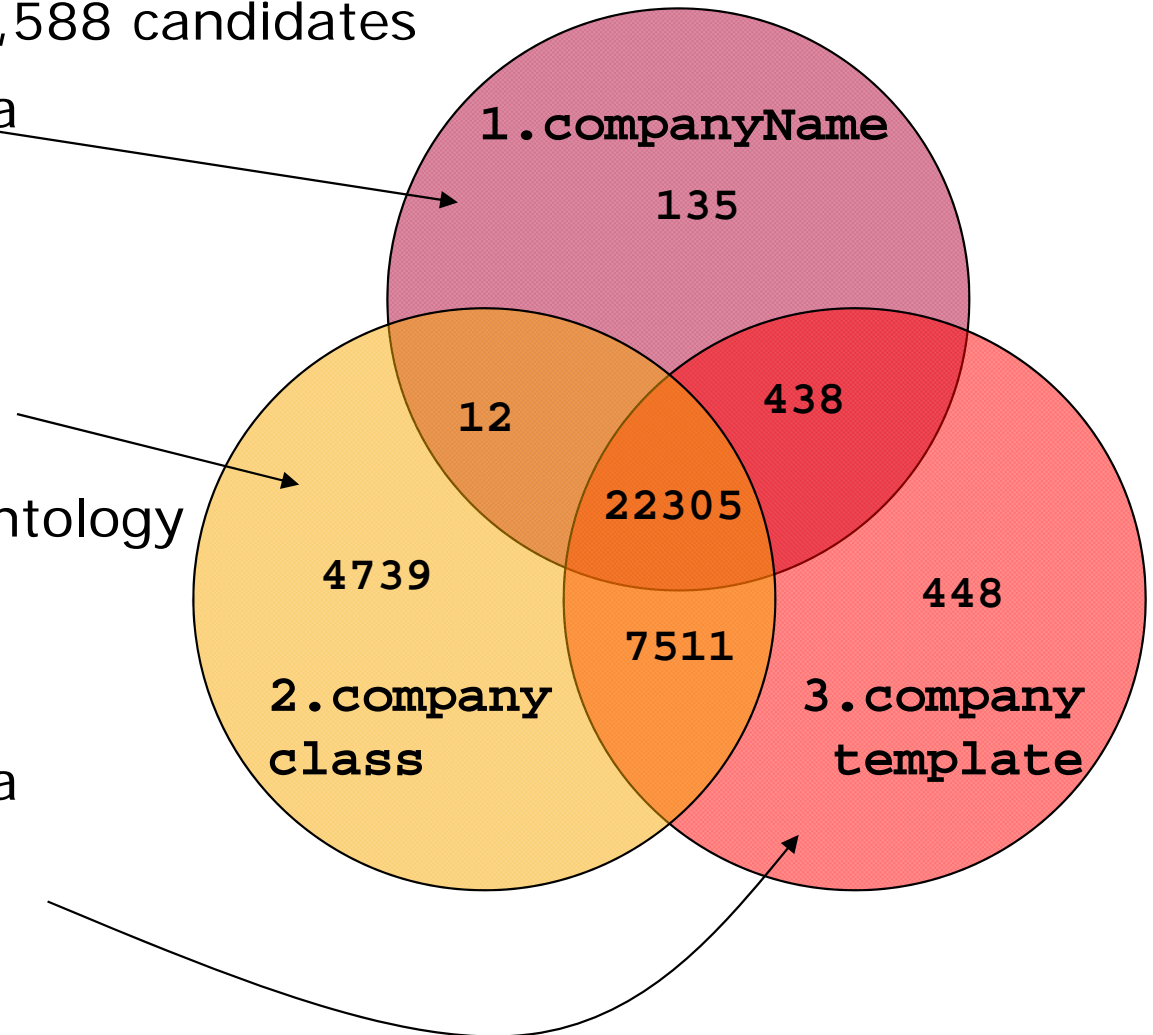 ,588 candidates
a
1.companyName
135
12
438
22305
ntology
4739
448
7511
2.company
class
3.company
template
a